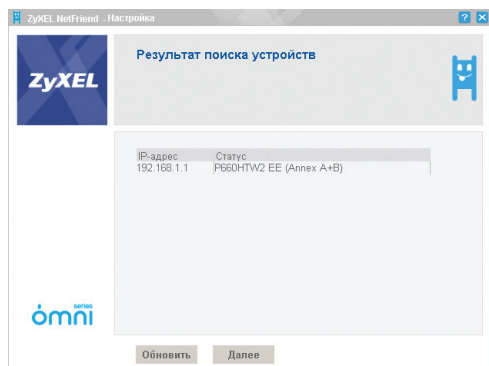 ZyXEL NetFriend - Настройка
Результат поиска устройств
ZyXEL
IP-адрес Статус
192.168.1.1 P660HTW2 EE (Annex A+B)
series
omni
Обновить Далее